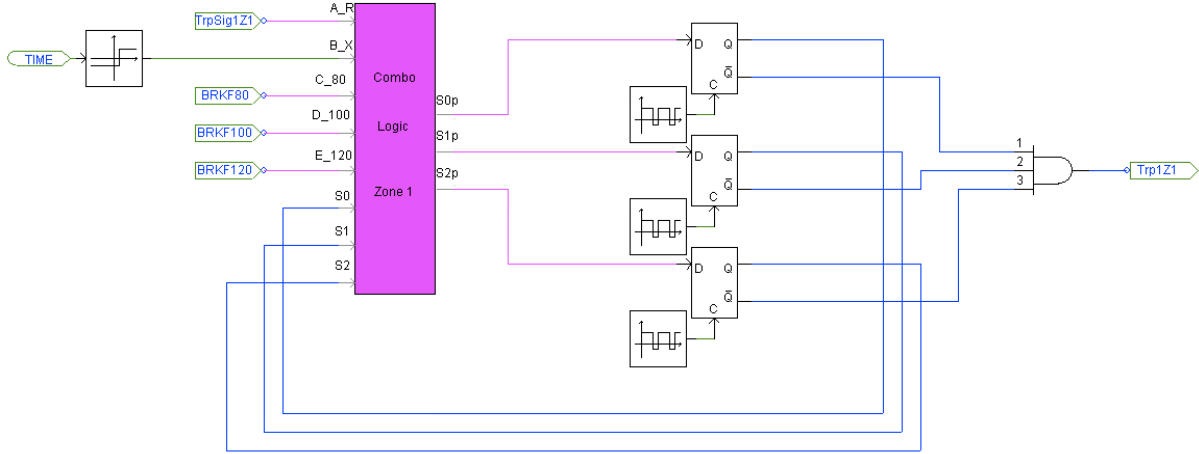 TrpSig1Z1
A_R
TIME
B_X
Combo
Logic
Zone 1
BRKF80
C_80
BRKF100
D_100
BRKF120
E_120
S0
S1
S2
S0p
S1p
S2p
D
Q
Q̅
C
D
Q
Q̅
C
D
Q
Q̅
C
1
2
3
Trp1Z1